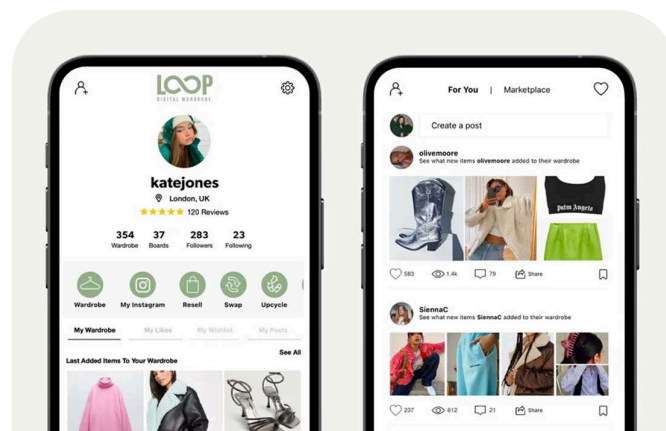 LOOP
DIGITAL WARDROBE
katejones
London, UK
120 Reviews
354 37 283 23
Wardrobe Boards Followers Following
Wardrobe My Instagram Resell Swap Upcycle
My Wardrobe My Likes My Wishlist My Posts
See All
Last Added Items To Your Wardrobe
For You | Marketplace
Create a post
olivemoore
See what new items olivemoore added to their wardrobe
Palm Angels
583 1.4k 79 Share
SiennaC
See what new items SiennaC added to their wardrobe
237 612 21 Share